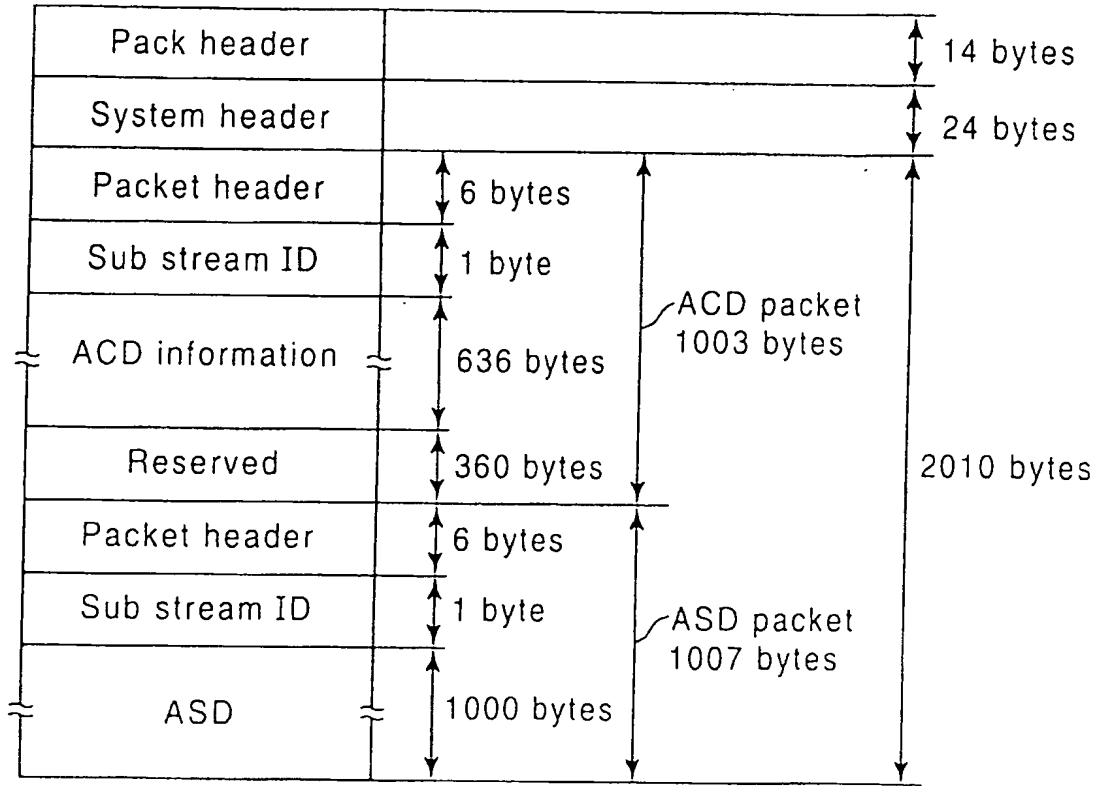 Pack header
14 bytes
System header
24 bytes
Packet header
6 bytes
Sub stream ID
1 byte
ACD information
636 bytes
ACD packet
1003 bytes
Reserved
360 bytes
2010 bytes
Packet header
6 bytes
Sub stream ID
1 byte
ASD packet
1007 bytes
ASD
1000 bytes